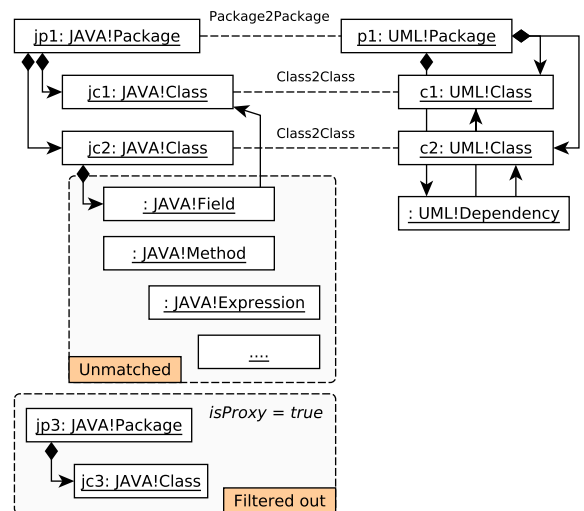 Package2Package
jp1: JAVA!Package
p1: UML!Package
Class2Class
jc1: JAVA!Class
c1: UML!Class
Class2Class
jc2: JAVA!Class
c2: UML!Class
: JAVA!Field
: UML!Dependency
: JAVA!Method
: JAVA!Expression
....
Unmatched
isProxy = true
jp3: JAVA!Package
jc3: JAVA!Class
Filtered out